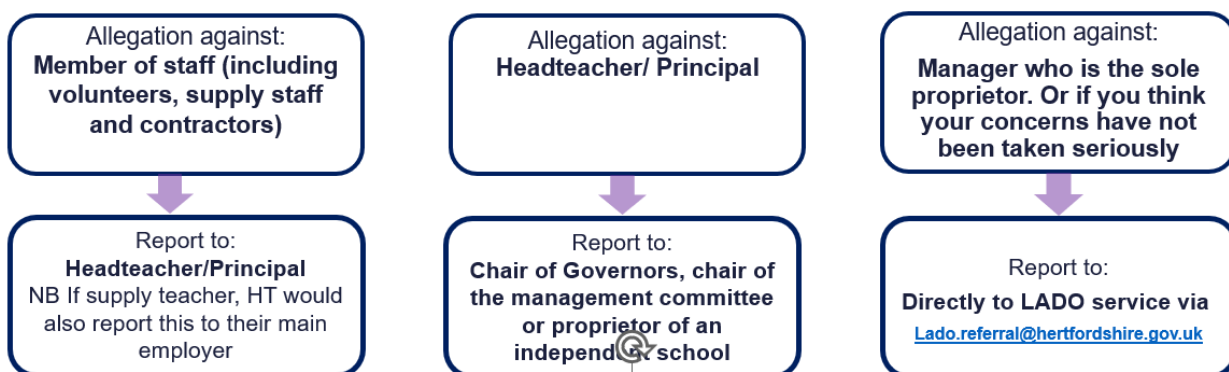 Allegation against:
Member of staff (including
volunteers, supply staff
and contractors)
Report to:
Headteacher/Principal
NB If supply teacher, HT would
also report this to their main
employer
Allegation against:
Headteacher/ Principal
Report to:
Chair of Governors, chair of
the management committee
or proprietor of an
independent school
Allegation against:
Manager who is the sole
proprietor. Or if you think
your concerns have not
been taken seriously
Report to:
Directly to LADO service via
Lado.referral@hertfordshire.gov.uk